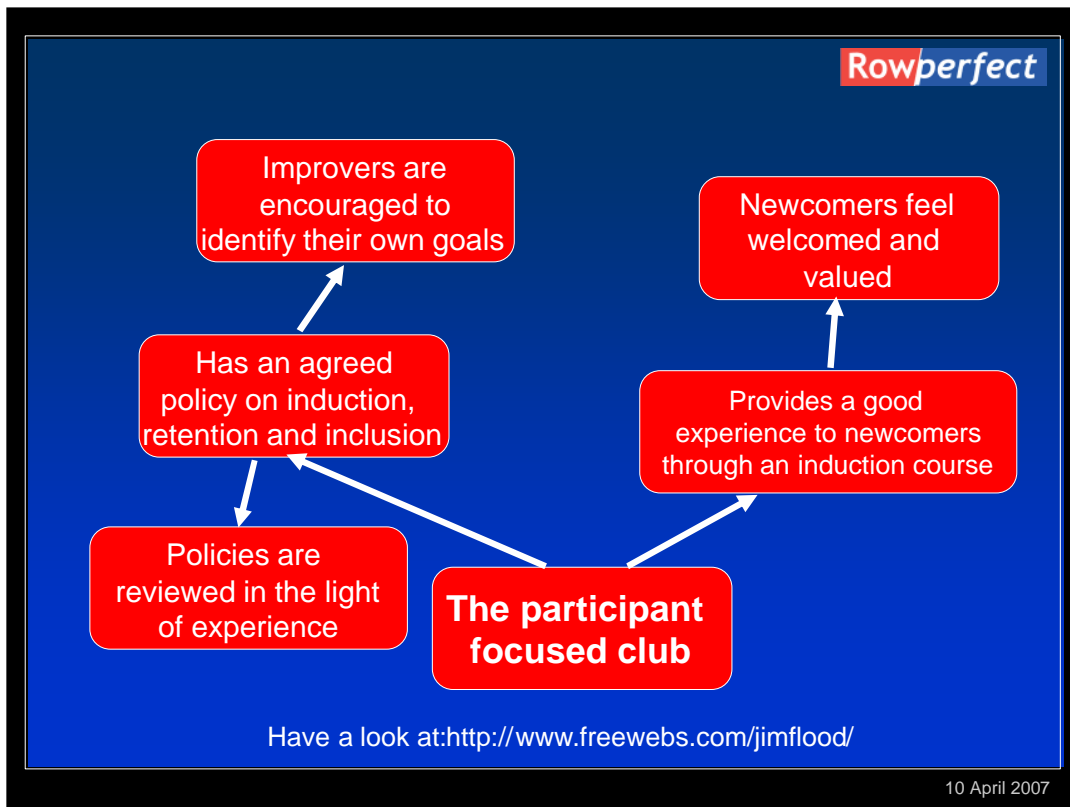 Rowperfect
Improvers are
encouraged to
identify their own goals
Newcomers feel
welcomed and
valued
Has an agreed
policy on induction,
retention and inclusion
Provides a good
experience to newcomers
through an induction course
Policies are
reviewed in the light
of experience
The participant
focused club
Have a look at:http://www.freewebs.com/jimflood/
10 April 2007